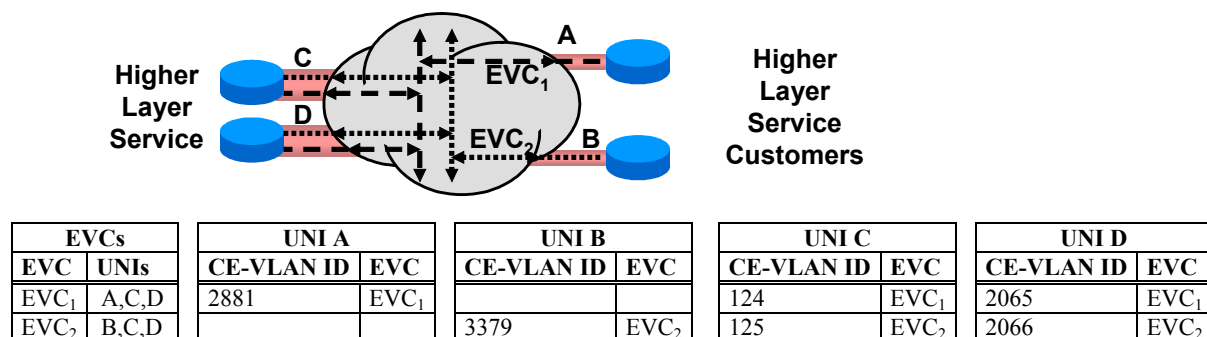 A
C
EVC₁
Higher
Layer
Service
Higher
Layer
Service
Customers
D
EVC₂
B
EVCs
EVC UNIs
EVC₁ A,C,D
EVC₂ B,C,D
UNI A
CE-VLAN ID EVC
2881 EVC₁
UNI B
CE-VLAN ID EVC
3379 EVC₂
UNI C
CE-VLAN ID EVC
124 EVC₁
125 EVC₂
UNI D
CE-VLAN ID EVC
2065 EVC₁
2066 EVC₂